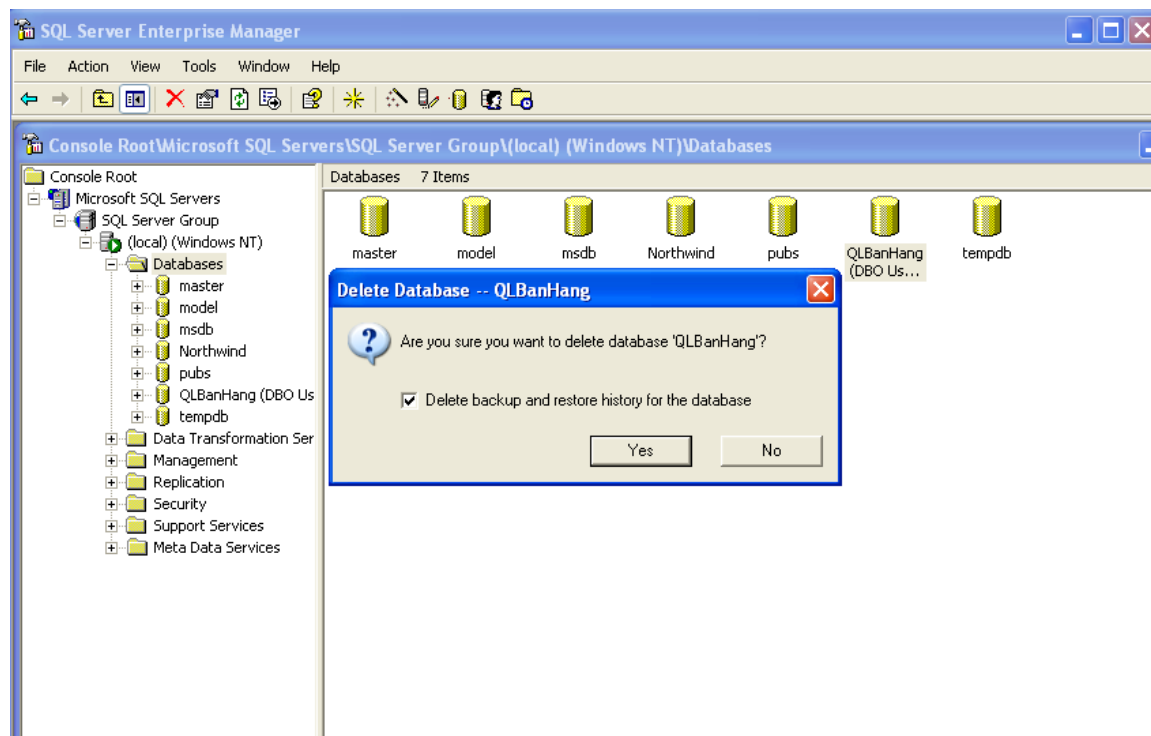 SQL Server Enterprise Manager
File Action View Tools Window Help
Console Root\Microsoft SQL Servers\SQL Server Group\(local) (Windows NT)\Databases
Console Root
Microsoft SQL Servers
SQL Server Group
(local) (Windows NT)
Databases
master
model
msdb
Northwind
pubs
QLBanHang (DBO Us
tempdb
Data Transformation Ser
Management
Replication
Security
Support Services
Meta Data Services
Databases 7 Items
master model msdb Northwind pubs QLBanHang tempdb
(DBO Us...
Delete Database -- QLBanHang
Are you sure you want to delete database 'QLBanHang'?
Delete backup and restore history for the database
Yes No